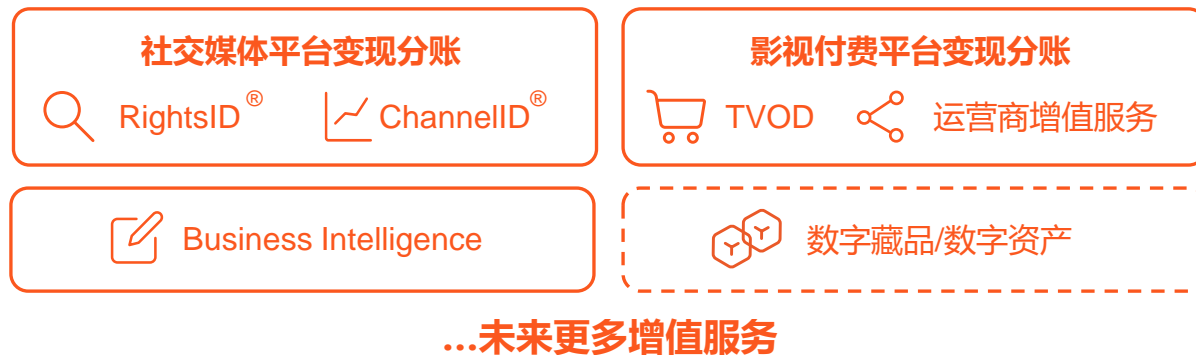 社交媒体平台变现分账
RightsID® ChannelID®
影视付费平台变现分账
TVOD 运营商增值服务
Business Intelligence
数字藏品/数字资产
...未来更多增值服务